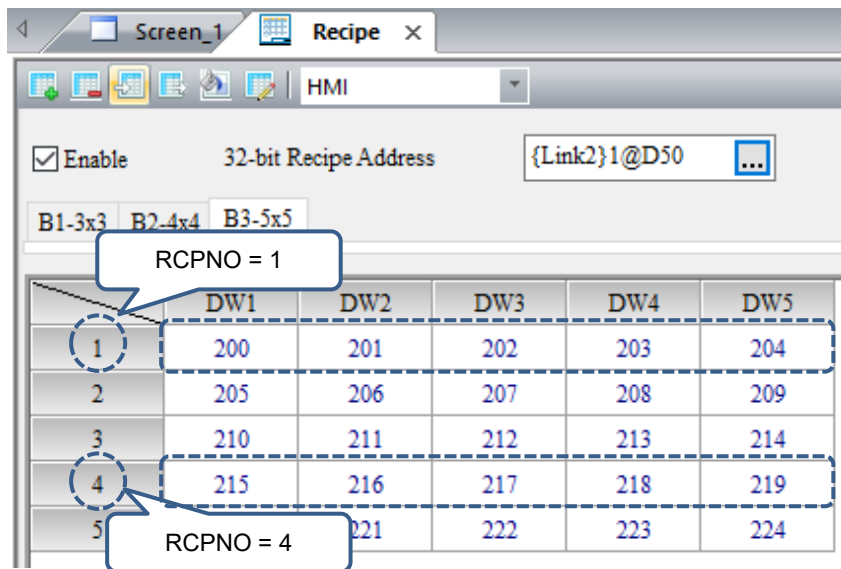 Screen_1 Recipe ×
HMI
Enable 32-bit Recipe Address {Link2}1@D50 ...
B1-3x3 B2-4x4 B3-5x5
RCPNO = 1
DW1 DW2 DW3 DW4 DW5
1 200 201 202 203 204
2 205 206 207 208 209
3 210 211 212 213 214
4 215 216 217 218 219
5 221 222 223 224
RCPNO = 4